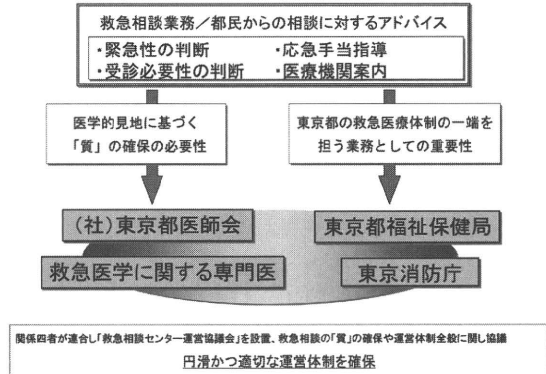 救急相談業務／都民からの相談に対するアドバイス
・緊急性の判断　・応急手当指導
・受診必要性の判断　・医療機関案内
医学的見地に基づく
「質」の確保の必要性
東京都の救急医療体制の一端を
担う業務としての重要性
(社)東京都医師会
東京都福祉保健局
救急医学に関する専門医
東京消防庁
関係四者が連合し「救急相談センター運営協議会」を設置、救急相談の「質」の確保や運営体制全般に関し協議
円滑かつ適切な運営体制を確保